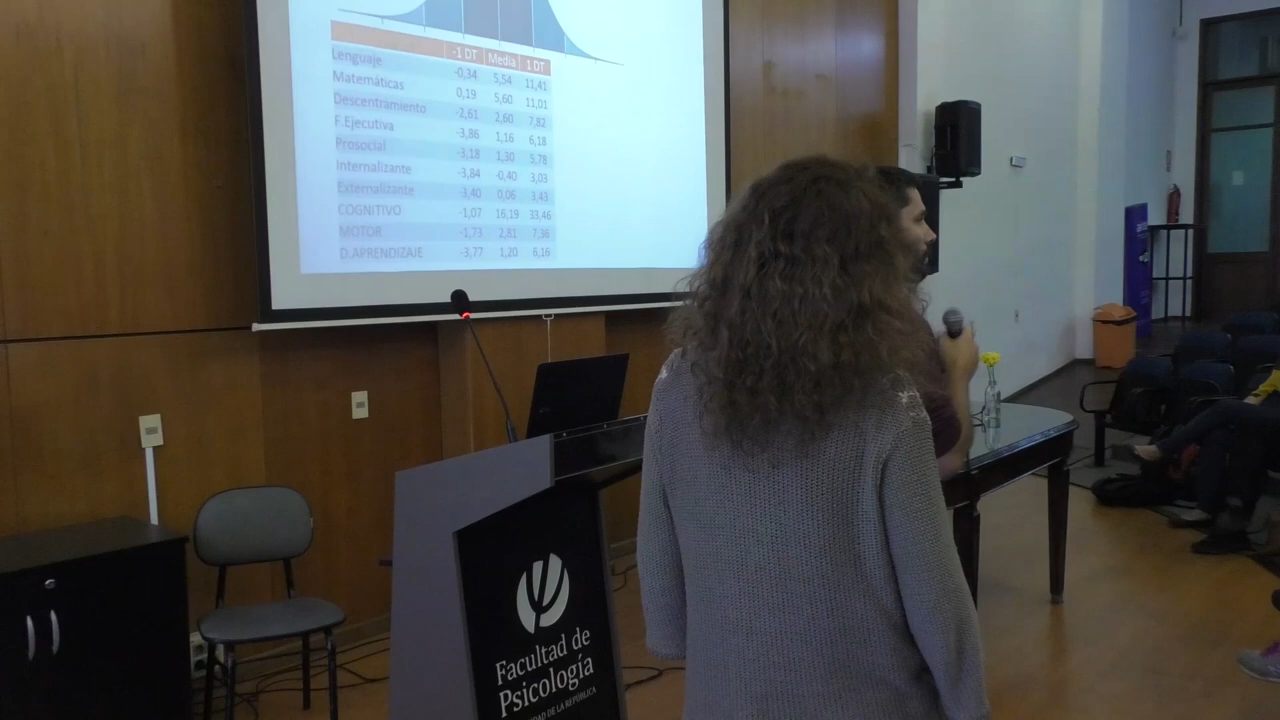 -1 DT Media 1 DT
Lenguaje -0,34 5,54 11,41
Matemáticas 0,19 5,60 11,01
Descentramiento -2,61 2,60 7,82
F.Ejecutiva -3,86 1,16 6,18
Prosocial -3,18 1,30 5,78
Internalizante -3,84 -0,40 3,03
Externalizante -3,40 0,06 3,43
COGNITIVO -1,07 16,19 33,46
MOTOR -1,73 2,81 7,36
D.APRENDIZAJE -3,77 1,20 6,16
Facultad de
Psicología
DE LA REPÚBLICA